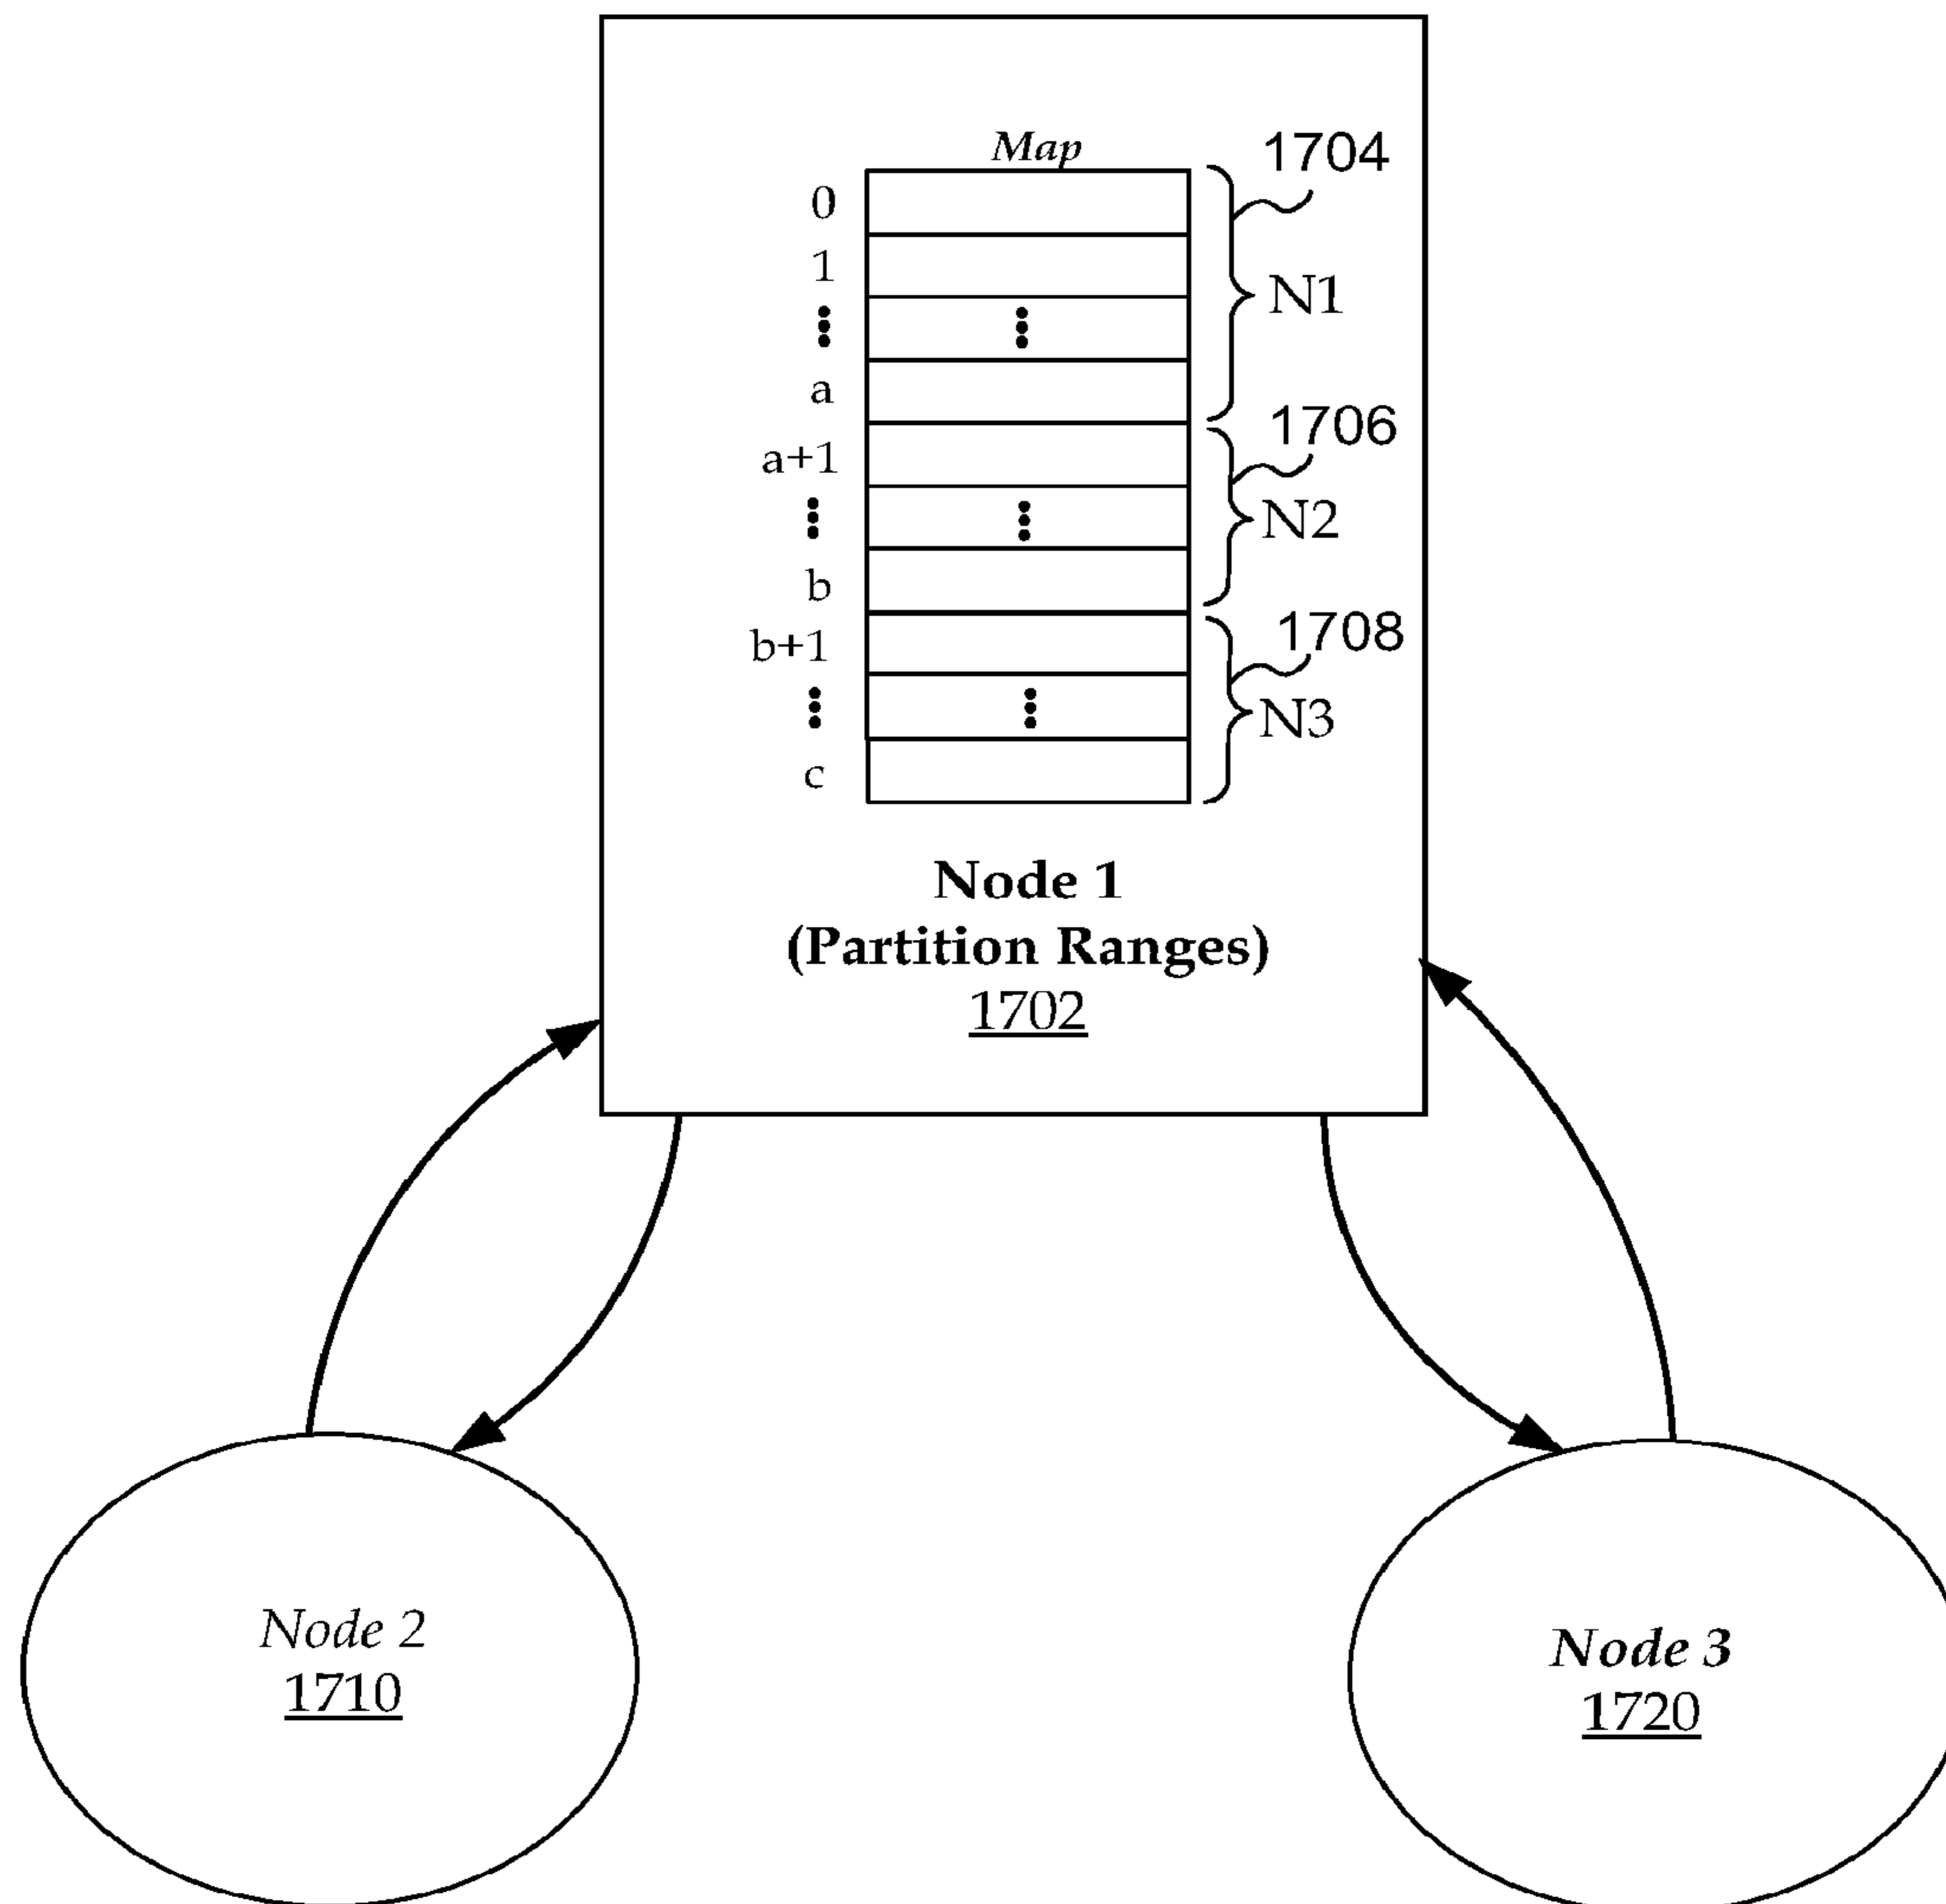 Map
1704
0
1
N1
a
1706
a+1
N2
b
1708
b+1
N3
c
Node 1
(Partition Ranges)
1702
Node 2
1710
Node 3
1720